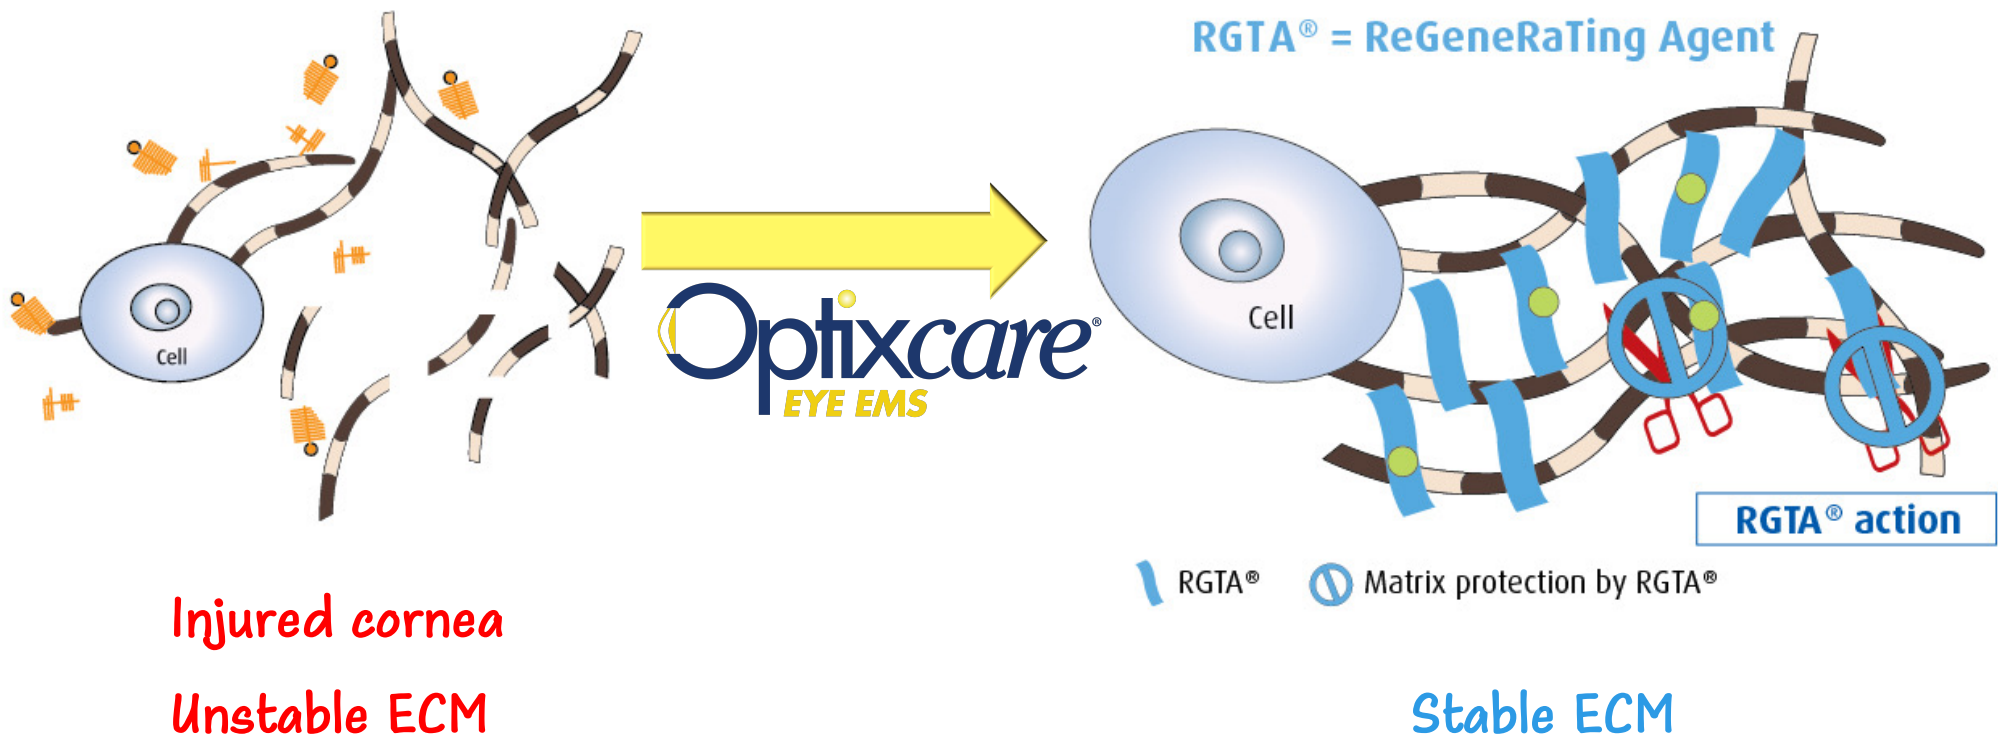 RGTA® = ReGeneRaTing Agent
Cell
Cell
Optixcare®
EYE EMS
RGTA® action
RGTA®
Matrix protection by RGTA®
Injured cornea
Unstable ECM
Stable ECM